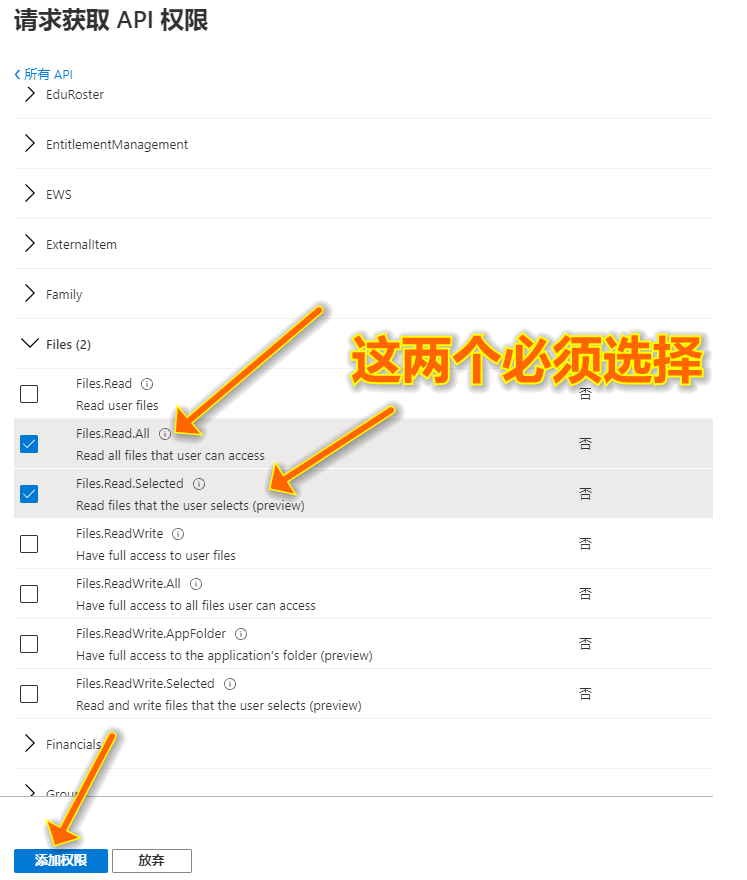 请求获取 API 权限
所有 API
EduRoster
EntitlementManagement
EWS
ExternalItem
Family
Files (2)
这两个必须选择
Files.Read
Read user files
否
Files.Read.All
Read all files that user can access
否
Files.Read.Selected
Read files that the user selects (preview)
否
Files.ReadWrite
Have full access to user files
否
Files.ReadWrite.All
Have full access to all files user can access
否
Files.ReadWrite.AppFolder
Have full access to the application's folder (preview)
否
Files.ReadWrite.Selected
Read and write files that the user selects (preview)
否
Financials
添加权限 放弃